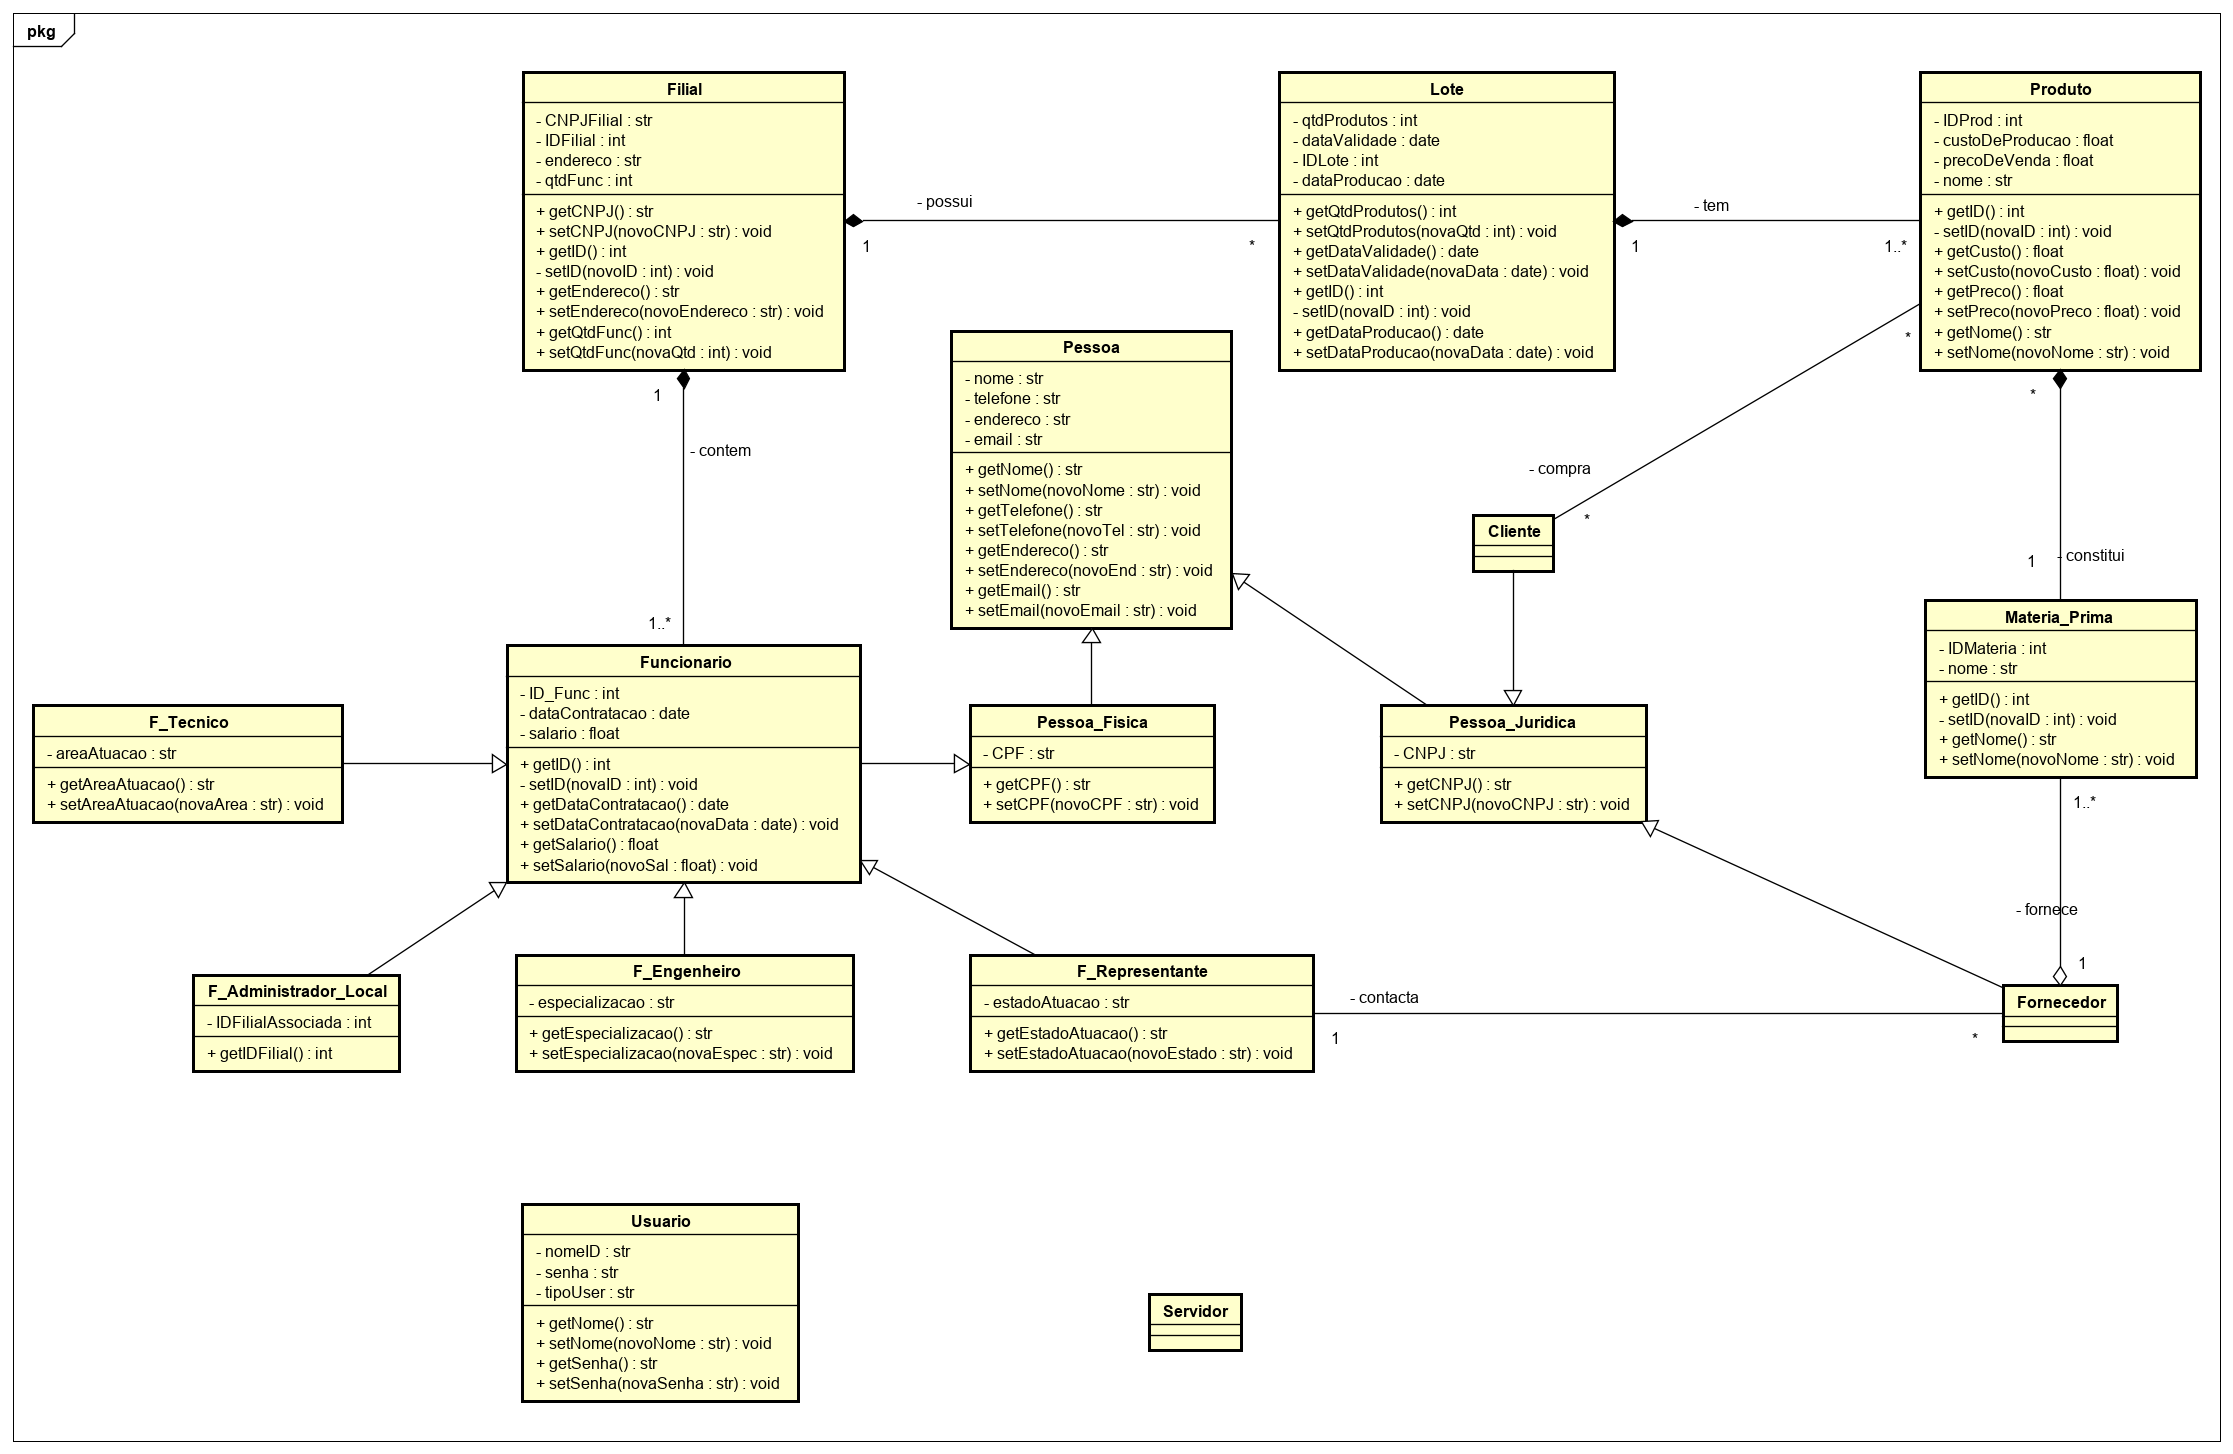 pkg
Filial
- CNPJFilial : str
- IDFilial : int
- endereco : str
- qtdFunc : int
+ getCNPJ() : str
+ setCNPJ(novoCNPJ : str) : void
+ getID() : int
- setID(novoID : int) : void
+ getEndereco() : str
+ setEndereco(novoEndereco : str) : void
+ getQtdFunc() : int
+ setQtdFunc(novaQtd : int) : void
- possui
1
*
Lote
- qtdProdutos : int
- dataValidade : date
- IDLote : int
- dataProducao : date
+ getQtdProdutos() : int
+ setQtdProdutos(novaQtd : int) : void
+ getDataValidade() : date
+ setDataValidade(novaData : date) : void
+ getID() : int
- setID(novaID : int) : void
+ getDataProducao() : date
+ setDataProducao(novaData : date) : void
- tem
1
1..*
Produto
- IDProd : int
- custoDeProducao : float
- precoDeVenda : float
- nome : str
+ getID() : int
- setID(novaID : int) : void
+ getCusto() : float
+ setCusto(novoCusto : float) : void
+ getPreco() : float
+ setPreco(novoPreco : float) : void
+ getNome() : str
+ setNome(novoNome : str) : void
1
- contem
1..*
Pessoa
- nome : str
- telefone : str
- endereco : str
- email : str
+ getNome() : str
+ setNome(novoNome : str) : void
+ getTelefone() : str
+ setTelefone(novoTel : str) : void
+ getEndereco() : str
+ setEndereco(novoEnd : str) : void
+ getEmail() : str
+ setEmail(novoEmail : str) : void
*
- compra
*
Cliente
*
1
- constitui
Materia_Prima
- IDMateria : int
- nome : str
+ getID() : int
- setID(novaID : int) : void
+ getNome() : str
+ setNome(novoNome : str) : void
F_Tecnico
- areaAtuacao : str
+ getAreaAtuacao() : str
+ setAreaAtuacao(novaArea : str) : void
Funcionario
- ID_Func : int
- dataContratacao : date
- salario : float
+ getID() : int
- setID(novaID : int) : void
+ getDataContratacao() : date
+ setDataContratacao(novaData : date) : void
+ getSalario() : float
+ setSalario(novoSal : float) : void
Pessoa_Fisica
- CPF : str
+ getCPF() : str
+ setCPF(novoCPF : str) : void
Pessoa_Juridica
- CNPJ : str
+ getCNPJ() : str
+ setCNPJ(novoCNPJ : str) : void
1..*
- fornece
1
F_Administrador_Local
- IDFilialAssociada : int
+ getIDFilial() : int
F_Engenheiro
- especializacao : str
+ getEspecializacao() : str
+ setEspecializacao(novaEspec : str) : void
F_Representante
- estadoAtuacao : str
+ getEstadoAtuacao() : str
+ setEstadoAtuacao(novoEstado : str) : void
- contacta
1
*
Fornecedor
Usuario
- nomeID : str
- senha : str
- tipoUser : str
+ getNome() : str
+ setNome(novoNome : str) : void
+ getSenha() : str
+ setSenha(novaSenha : str) : void
Servidor